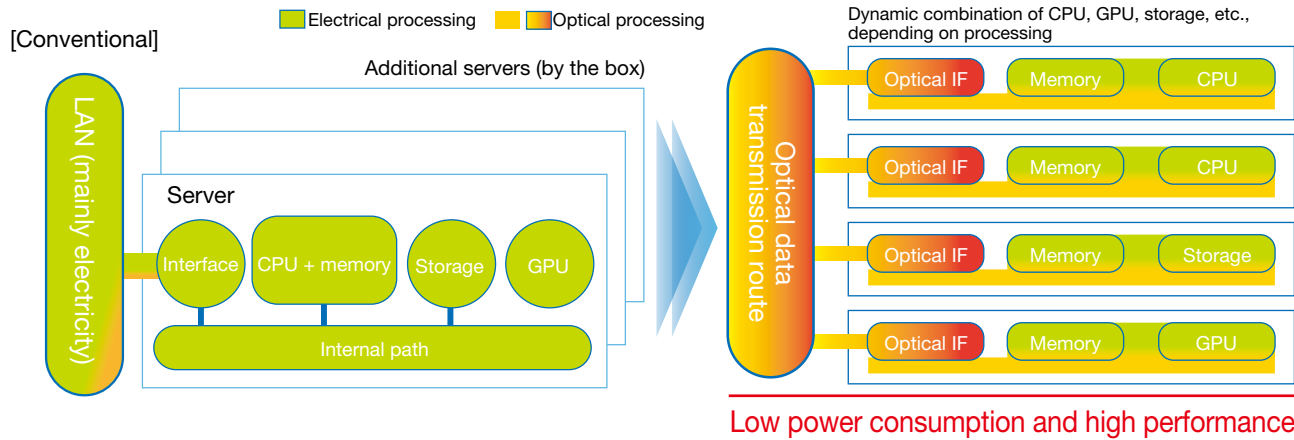 Electrical processing
Optical processing
[Conventional]
Additional servers (by the box)
LAN (mainly electricity)
Server
Interface
CPU + memory
Storage
GPU
Internal path
Optical data
transmission route
Dynamic combination of CPU, GPU, storage, etc.,
depending on processing
Optical IF
Memory
CPU
Optical IF
Memory
CPU
Optical IF
Memory
Storage
Optical IF
Memory
GPU
Low power consumption and high performance